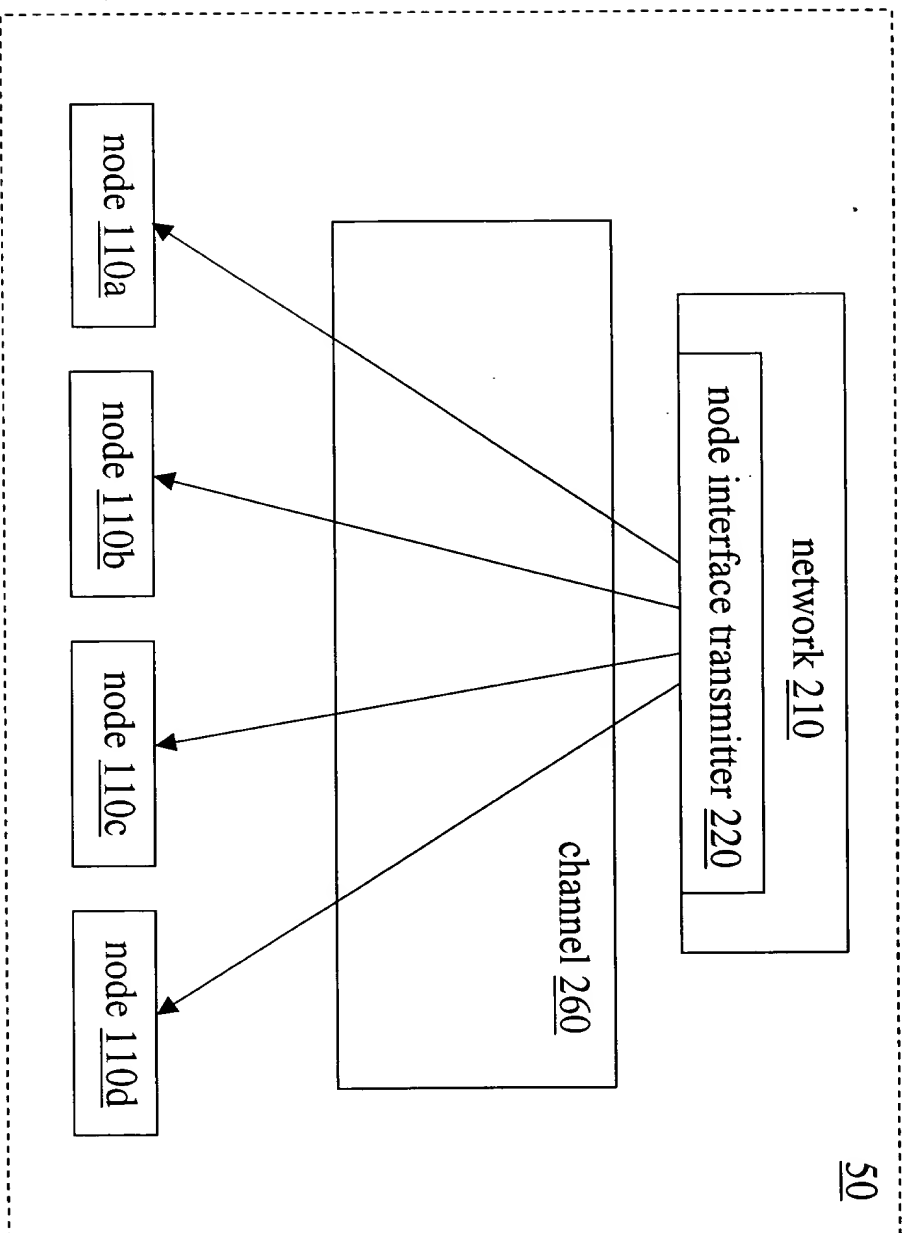 50
network 210
node interface transmitter 220
channel 260
node 110a
node 110b
node 110c
node 110d